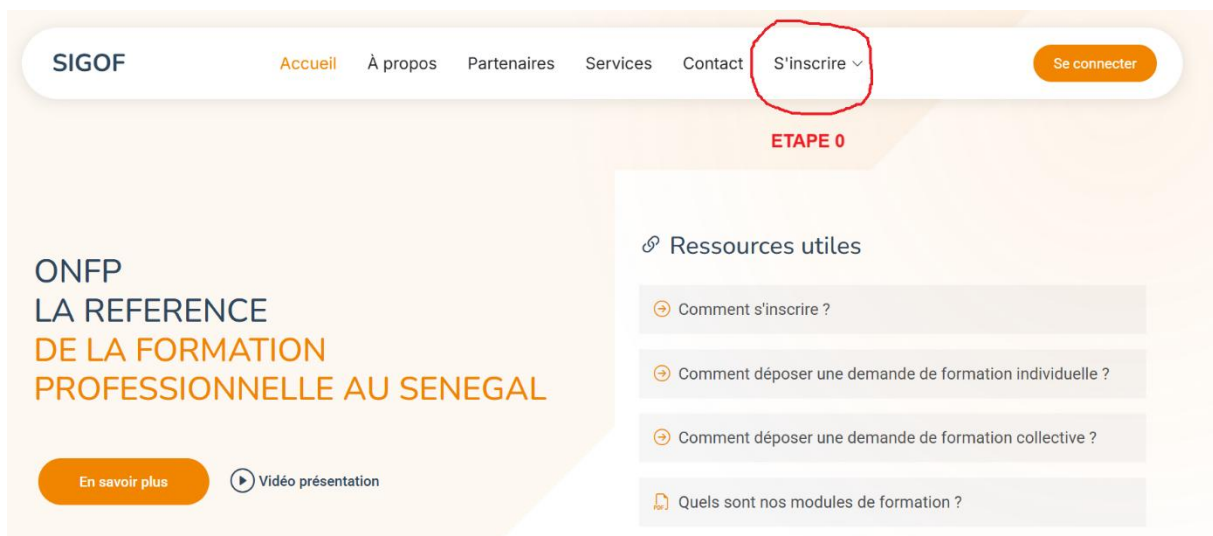 SIGOF
Accueil À propos Partenaires Services Contact S'inscrire
Se connecter
ETAPE 0
ONFP
LA REFERENCE
DE LA FORMATION
PROFESSIONNELLE AU SENEGAL
En savoir plus
Vidéo présentation
Ressources utiles
Comment s'inscrire ?
Comment déposer une demande de formation individuelle ?
Comment déposer une demande de formation collective ?
PDF
Quels sont nos modules de formation ?